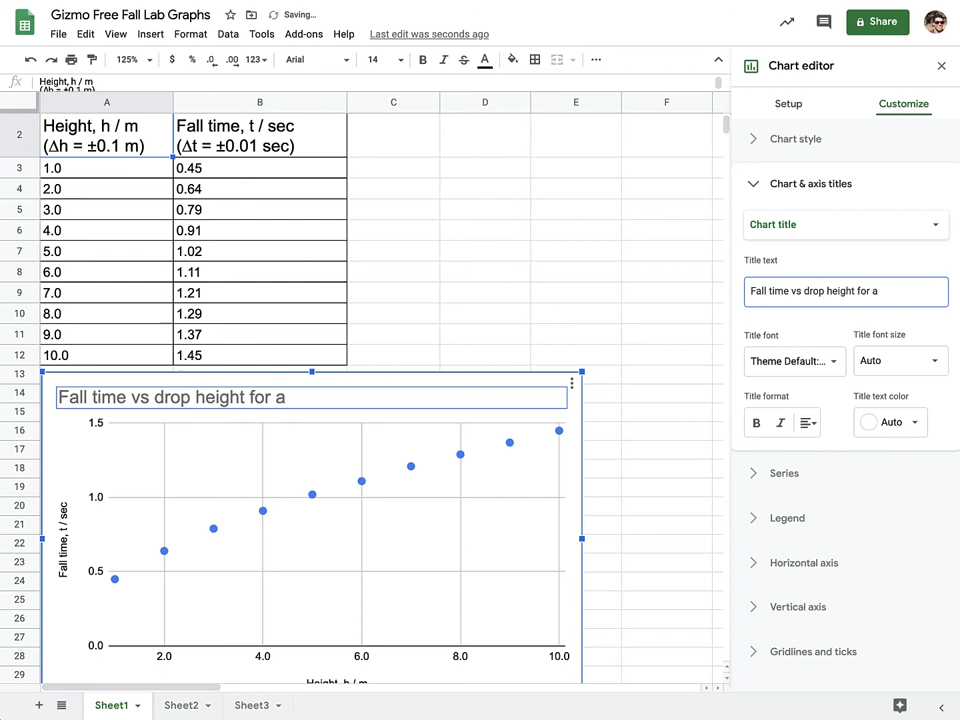 Gizmo Free Fall Lab Graphs Saving...
File Edit View Insert Format Data Tools Add-ons Help Last edit was seconds ago
Share
125% $ % .0 .00 123 Arial 14 B I S A
fx Height, h / m
(Δh = ±0.1 m)
A B C D E F
2 Height, h / m Fall time, t / sec
(Δh = ±0.1 m) (Δt = ±0.01 sec)
3 1.0 0.45
4 2.0 0.64
5 3.0 0.79
6 4.0 0.91
7 5.0 1.02
8 6.0 1.11
9 7.0 1.21
10 8.0 1.29
11 9.0 1.37
12 10.0 1.45
13
14
15
16
17
18
19
20
21
22
23
24
25
26
27
28
29
Fall time vs drop height for a
1.5
1.0
0.5
0.0
Fall time, t / sec
2.0 4.0 6.0 8.0 10.0
Height, h / m
Chart editor
Setup Customize
Chart style
Chart & axis titles
Chart title
Title text
Fall time vs drop height for a
Title font Title font size
Theme Default:... Auto
Title format Title text color
B I Auto
Series
Legend
Horizontal axis
Vertical axis
Gridlines and ticks
Sheet1 Sheet2 Sheet3